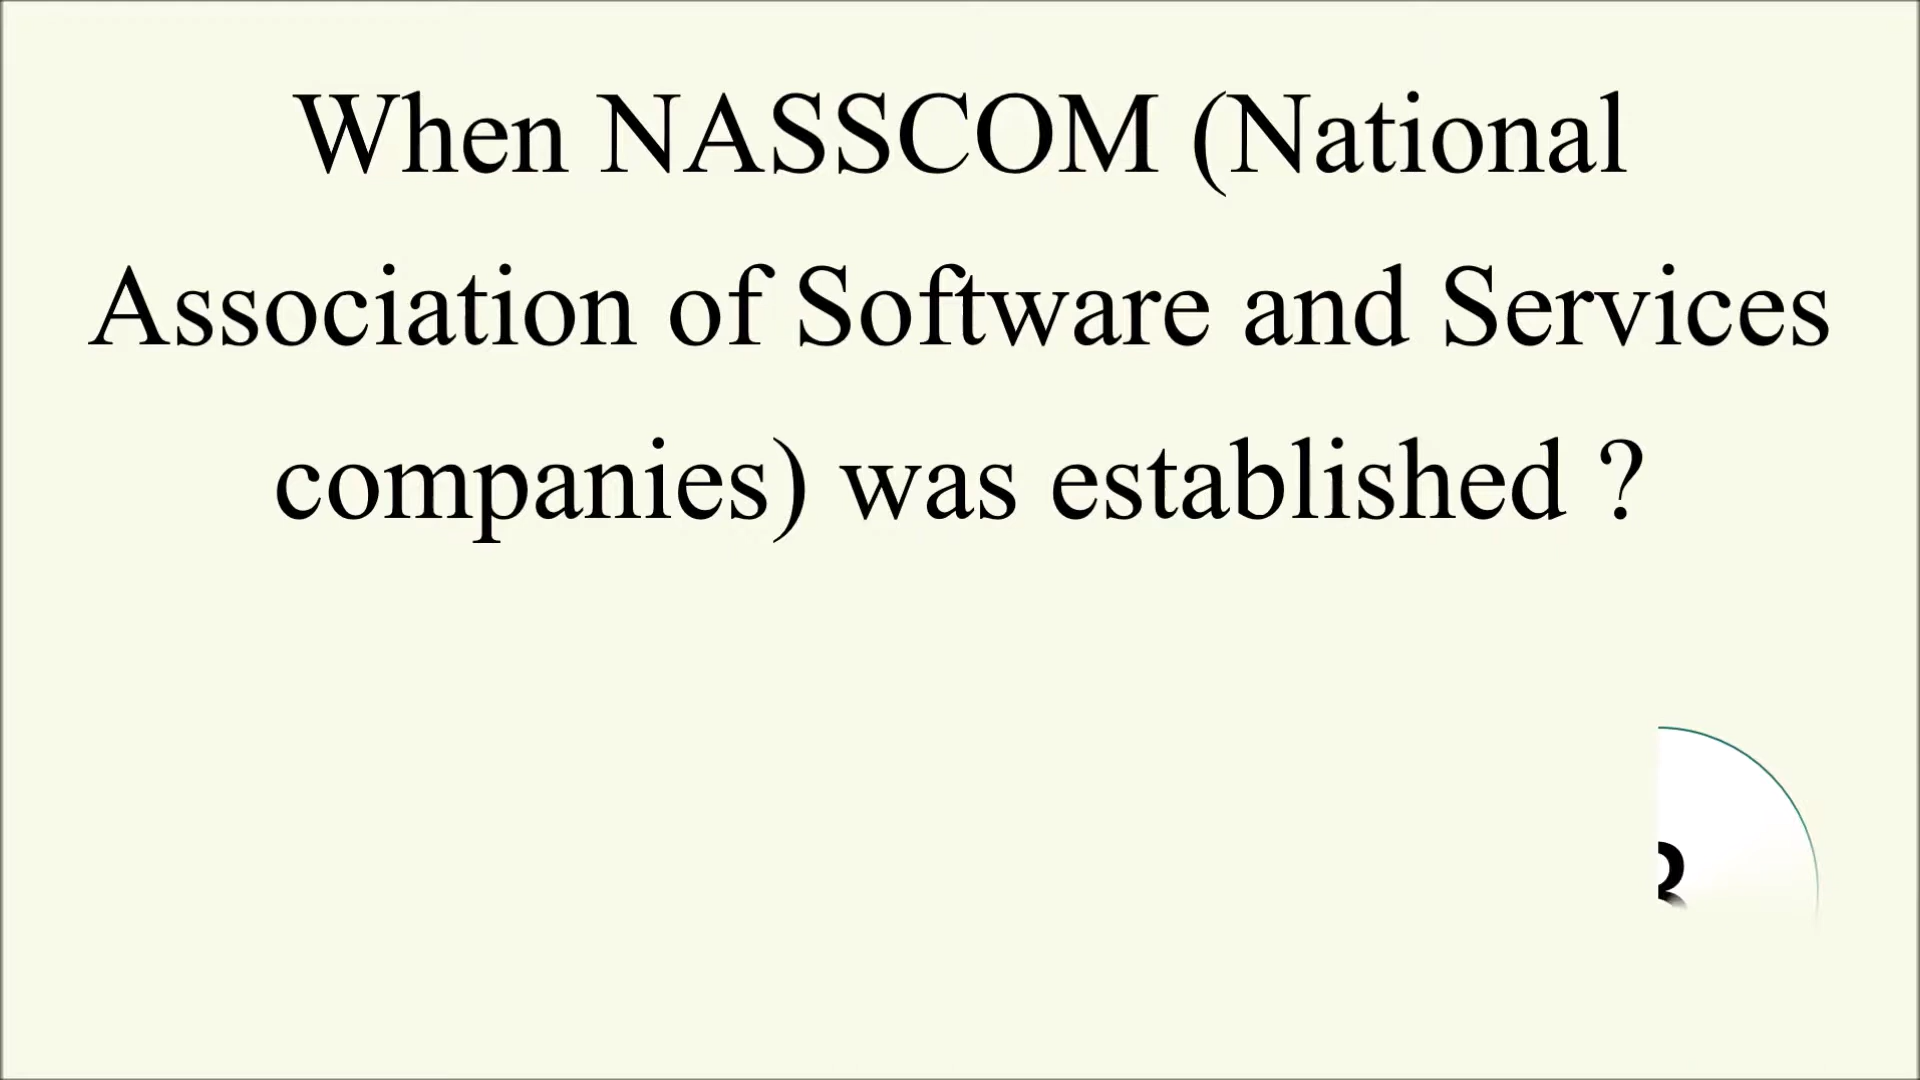 When NASSCOM (National
Association of Software and Services
companies) was established ?